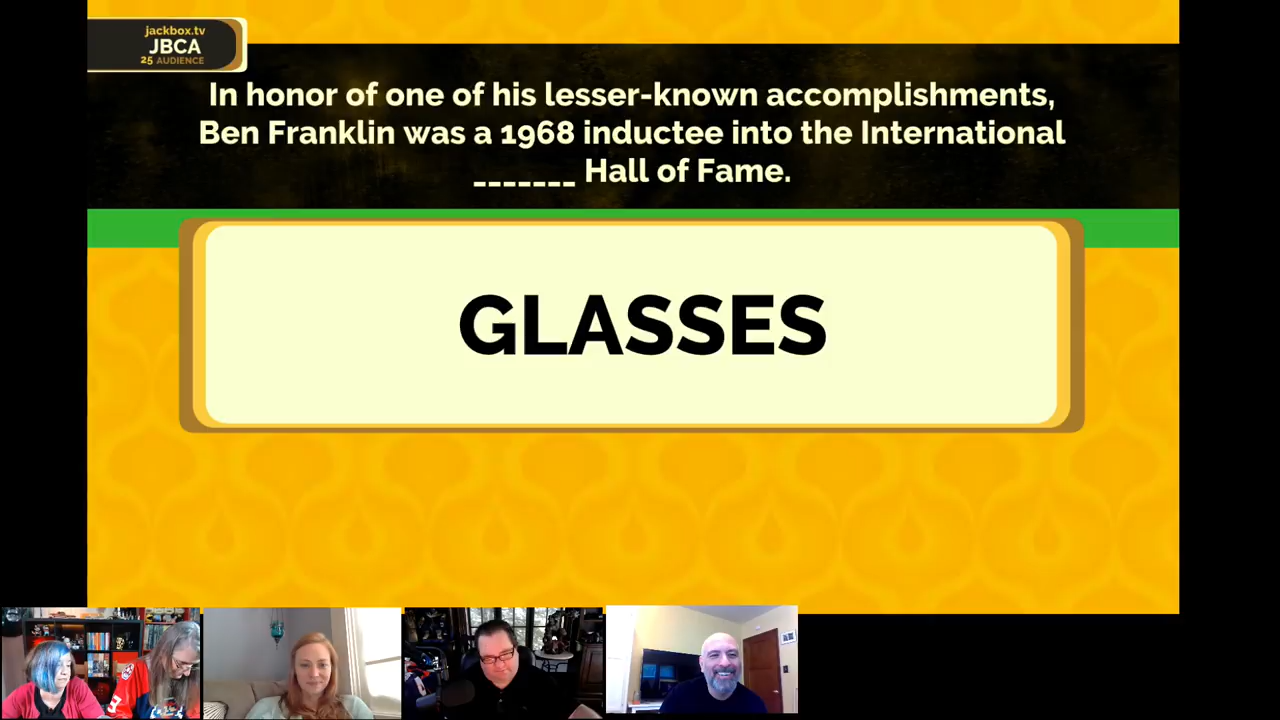 jackbox.tv
JBCA
25 AUDIENCE
In honor of one of his lesser-known accomplishments,
Ben Franklin was a 1968 inductee into the International
_______ Hall of Fame.
GLASSES